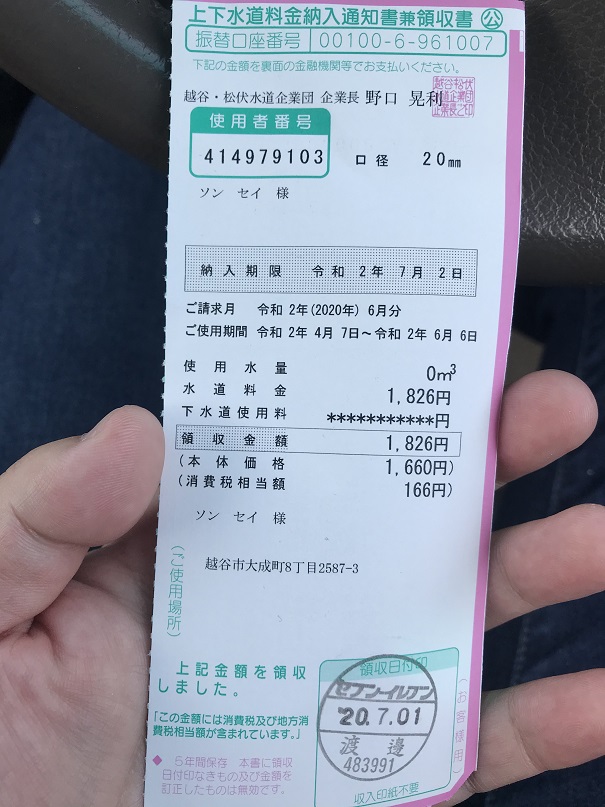 上下水道料金納入通知書兼領収書 公
振替口座番号 00100-6-961007
下記の金額を裏面の金融機関等でお支払いください。
越谷・松伏水道企業団 企業長 野口 晃利
越谷松伏水道企業団企業長之印
使用者番号
414979103 口径 20mm
ソン セイ 様
納入期限 令和 2年 7月 2日
ご請求月 令和 2年(2020年) 6月分
ご使用期間 令和 2年 4月 7日～令和 2年 6月 6日
使用水量 0m³
水道料金 1,826円
下水道使用料 ***********円
領収金額 1,826円
(本体価格 1,660円)
(消費税相当額 166円)
ソン セイ 様
越谷市大成町8丁目2587-3
(ご使用場所)
上記金額を領収
しました。
「この金額には消費税及び地方消
費税相当額が含まれています。」
◆ 5年間保存 本書に領収
日付印なきもの及び金額を
訂正したものは無効です。
領収日付印
セブン-イレブン
'20.7.01
渡邊
483991
収入印紙不要
(お客様用)